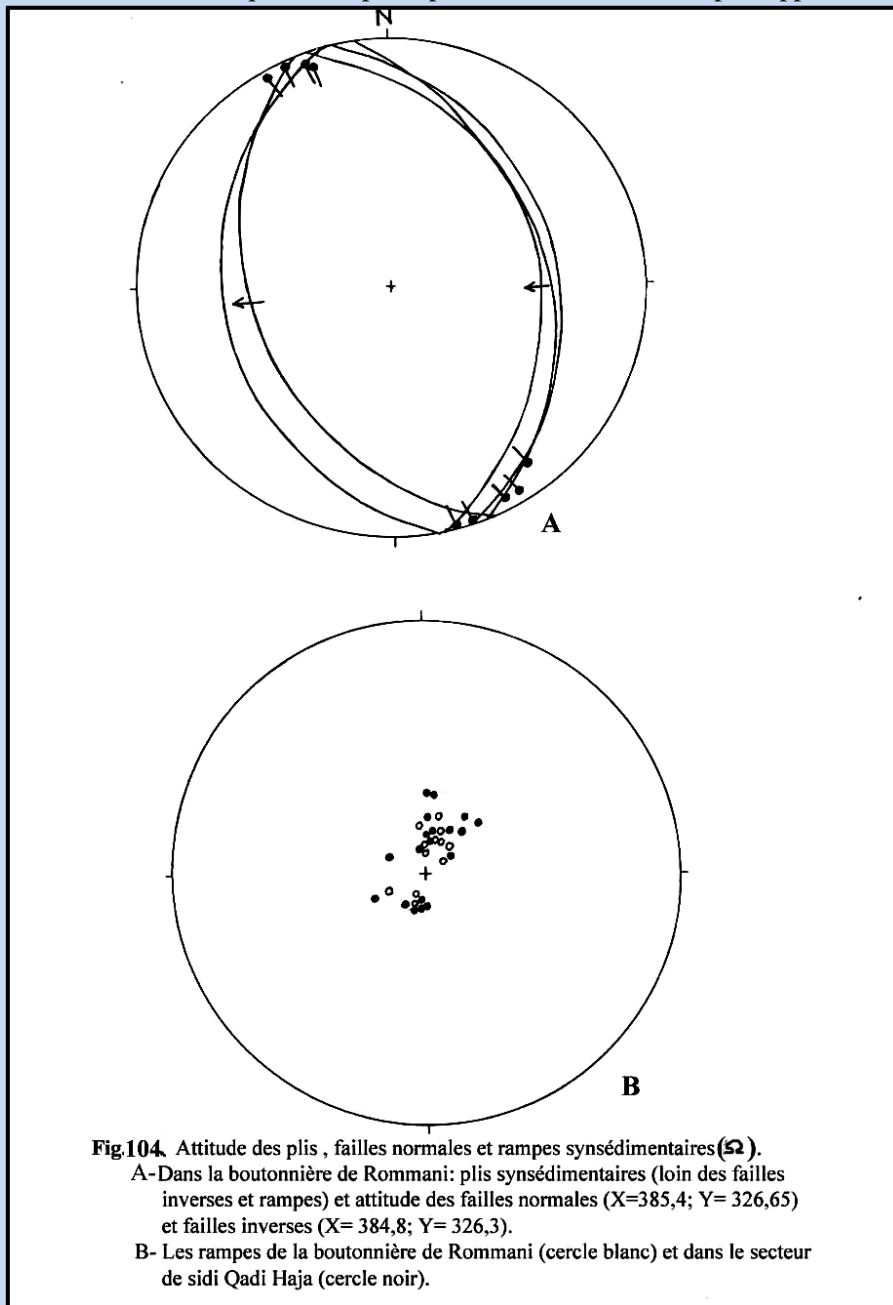 N
A
B
Fig.104. Attitude des plis , failles normales et rampes synsédimentaires(Ω).
A-Dans la boutonnière de Rommani: plis synsédimentaires (loin des failles
inverses et rampes) et attitude des failles normales (X=385,4; Y= 326,65)
et failles inverses (X= 384,8; Y= 326,3).
B- Les rampes de la boutonnière de Rommani (cercle blanc) et dans le secteur
de sidi Qadi Haja (cercle noir).